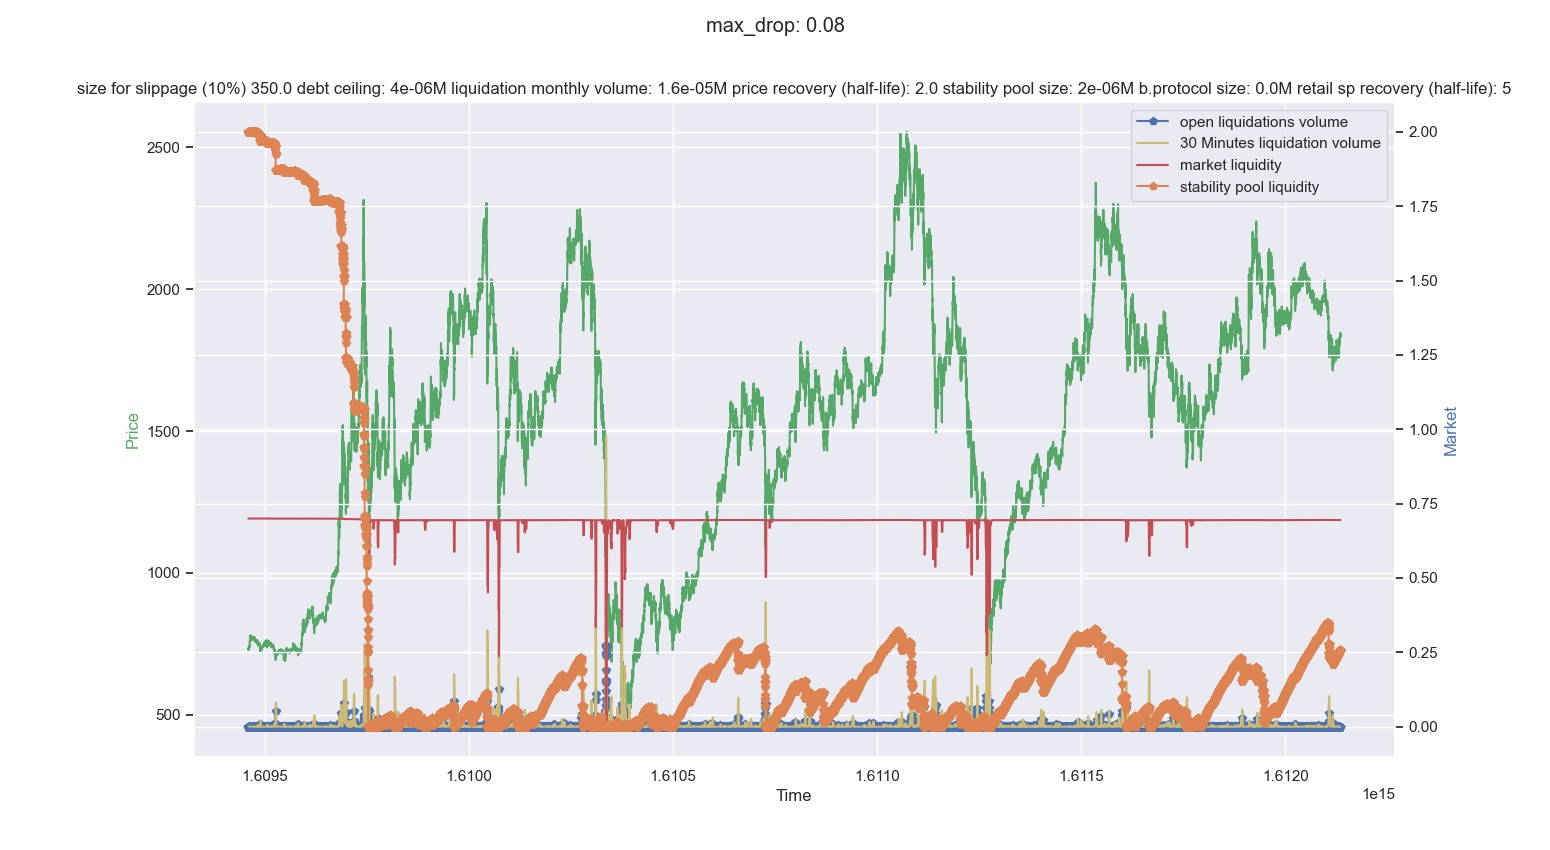 max_drop: 0.08
size for slippage (10%) 350.0 debt ceiling: 4e-06M liquidation monthly volume: 1.6e-05M price recovery (half-life): 2.0 stability pool size: 2e-06M b.protocol size: 0.0M retail sp recovery (half-life): 5
open liquidations volume
30 Minutes liquidation volume
market liquidity
stability pool liquidity
2500
2000
1500
1000
500
Price
2.00
1.75
1.50
1.25
1.00
0.75
0.50
0.25
0.00
Market
1.6095 1.6100 1.6105 1.6110 1.6115 1.6120
Time
1e15